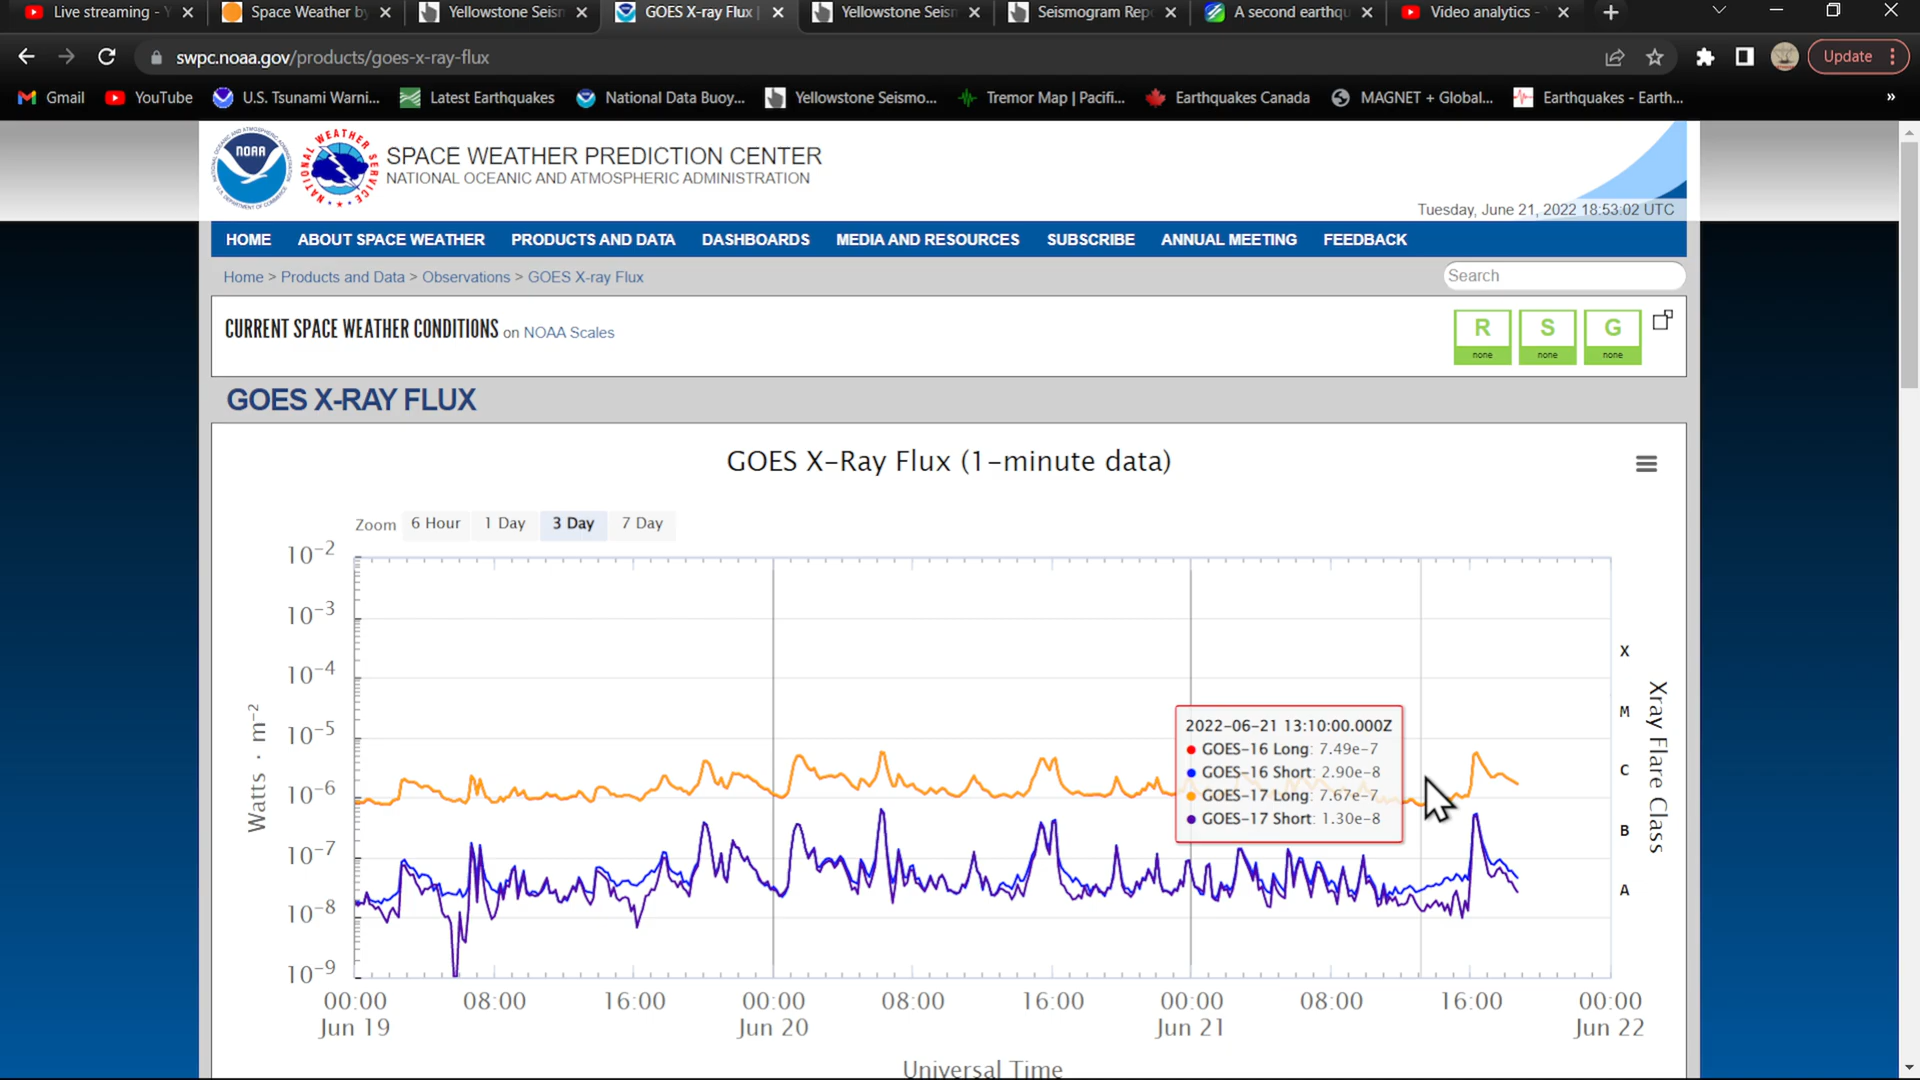 Live streaming - Y
Space Weather by
Yellowstone Seisn
GOES X-ray Flux |
Yellowstone Seisn
Seismogram Repo
A second earthqu
Video analytics -
swpc.noaa.gov/products/goes-x-ray-flux
Update
Gmail
YouTube
U.S. Tsunami Warni...
Latest Earthquakes
National Data Buoy...
Yellowstone Seismo...
Tremor Map | Pacifi...
Earthquakes Canada
MAGNET + Global...
Earthquakes - Earth...
»
NOAA
NATIONAL WEATHER SERVICE
SPACE WEATHER PREDICTION CENTER
NATIONAL OCEANIC AND ATMOSPHERIC ADMINISTRATION
Tuesday, June 21, 2022 18:53:02 UTC
HOME ABOUT SPACE WEATHER PRODUCTS AND DATA DASHBOARDS MEDIA AND RESOURCES SUBSCRIBE ANNUAL MEETING FEEDBACK
Home > Products and Data > Observations > GOES X-ray Flux
Search
CURRENT SPACE WEATHER CONDITIONS on NOAA Scales
R S G
none none none
GOES X-RAY FLUX
GOES X-Ray Flux (1-minute data)
Zoom 6 Hour 1 Day 3 Day 7 Day
10-2
10-3
10-4
10-5
10-6
10-7
10-8
10-9
Watts · m-2
2022-06-21 13:10:00.000Z
GOES-16 Long: 7.49e-7
GOES-16 Short: 2.90e-8
GOES-17 Long: 7.67e-7
GOES-17 Short: 1.30e-8
X
M
C
B
A
Xray Flare Class
00:00 08:00 16:00 00:00 08:00 16:00 00:00 08:00 16:00 00:00
Jun 19 Jun 20 Jun 21 Jun 22
Universal Time